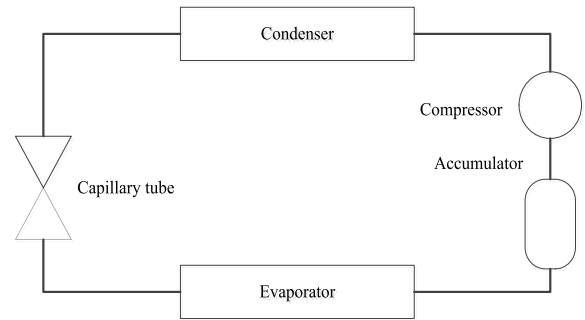 Condenser
Compressor
Accumulator
Capillary tube
Evaporator